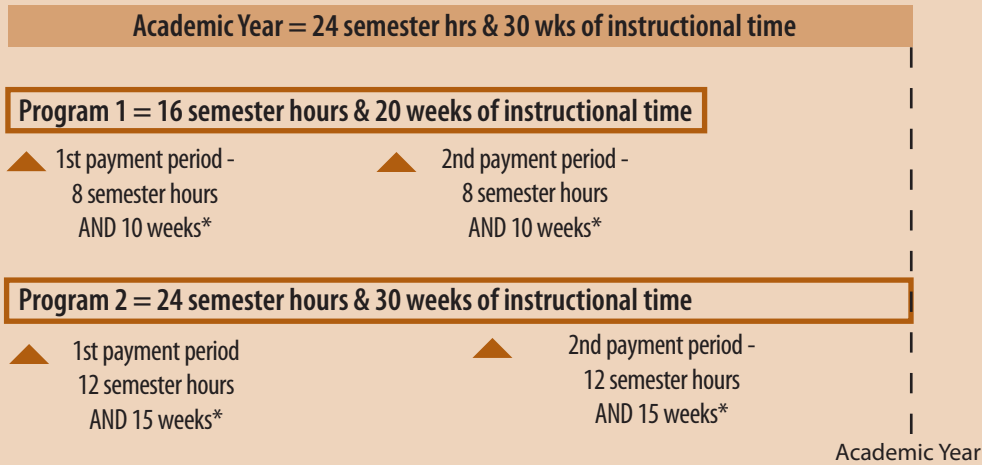 Academic Year = 24 semester hrs & 30 wks of instructional time
Program 1 = 16 semester hours & 20 weeks of instructional time
1st payment period -
8 semester hours
AND 10 weeks*
2nd payment period -
8 semester hours
AND 10 weeks*
Program 2 = 24 semester hours & 30 weeks of instructional time
1st payment period
12 semester hours
AND 15 weeks*
2nd payment period -
12 semester hours
AND 15 weeks*
Academic Year